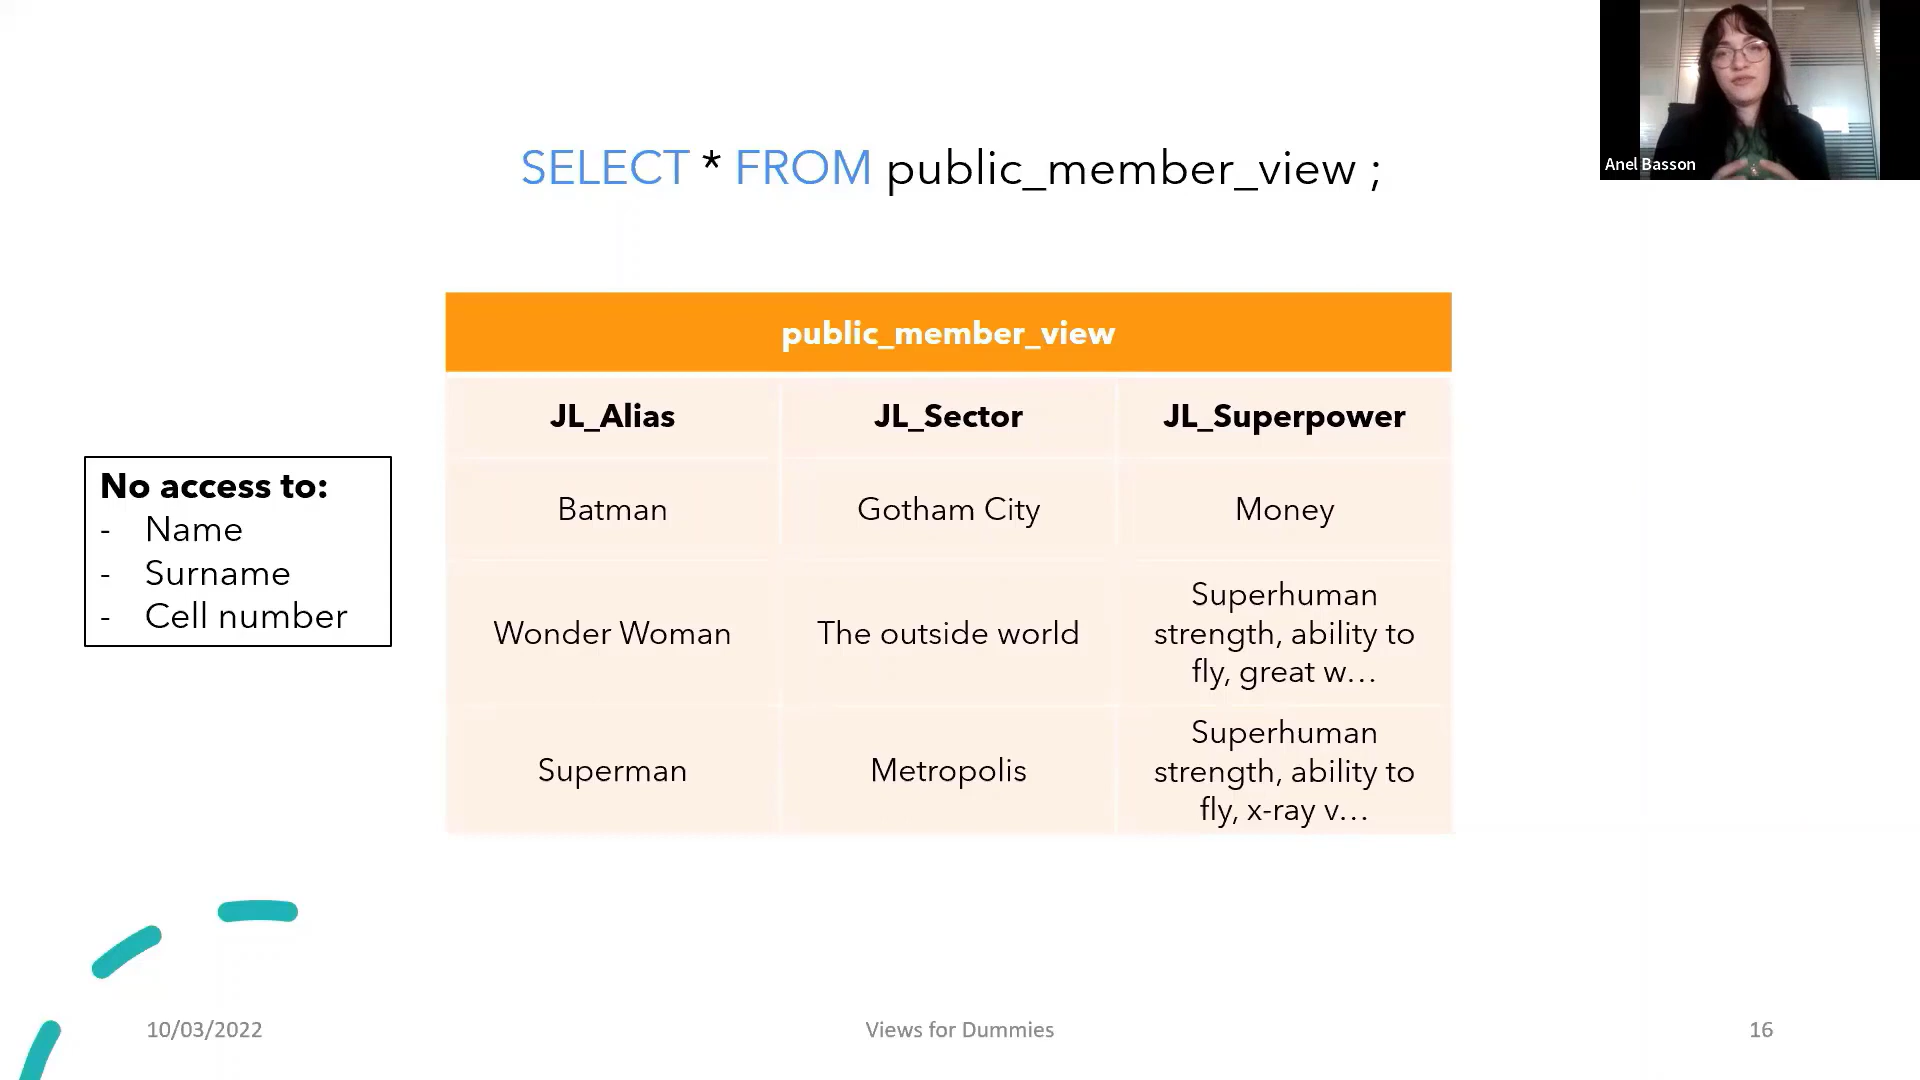 SELECT * FROM public_member_view ;
Anel Basson
public_member_view
JL_Alias JL_Sector JL_Superpower
No access to:
- Name
- Surname
- Cell number
Batman Gotham City Money
Wonder Woman The outside world Superhuman
strength, ability to
fly, great w...
Superman Metropolis Superhuman
strength, ability to
fly, x-ray v...
10/03/2022 Views for Dummies 16